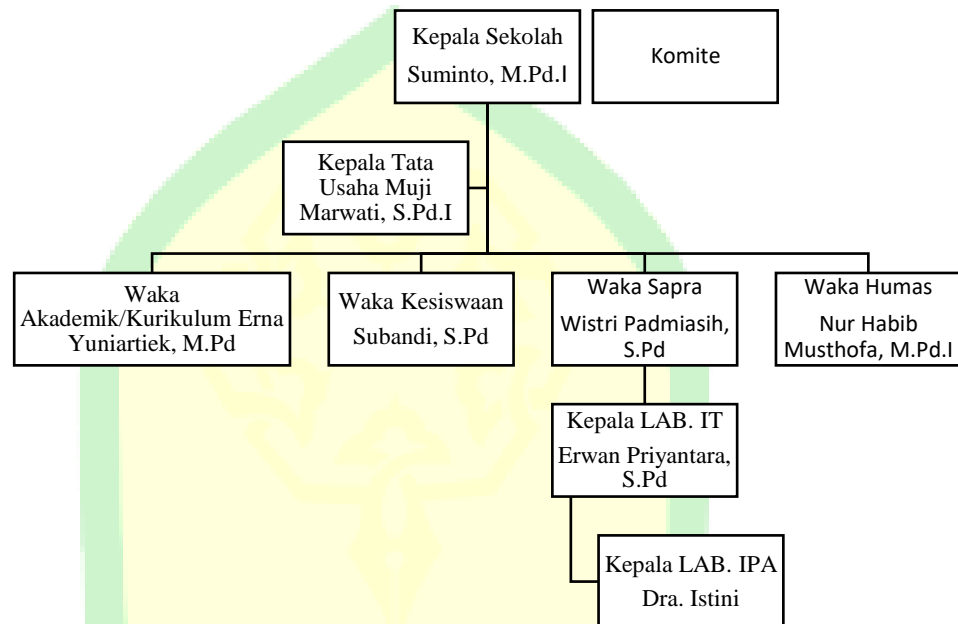 Kepala Sekolah
Suminto, M.Pd.I
Komite
Kepala Tata
Usaha Muji
Marwati, S.Pd.I
Waka
Akademik/Kurikulum Erna
Yuniartiek, M.Pd
Waka Kesiswaan
Subandi, S.Pd
Waka Sapra
Wistri Padmiasih,
S.Pd
Waka Humas
Nur Habib
Musthofa, M.Pd.I
Kepala LAB. IT
Erwan Priyantara,
S.Pd
Kepala LAB. IPA
Dra. Istini